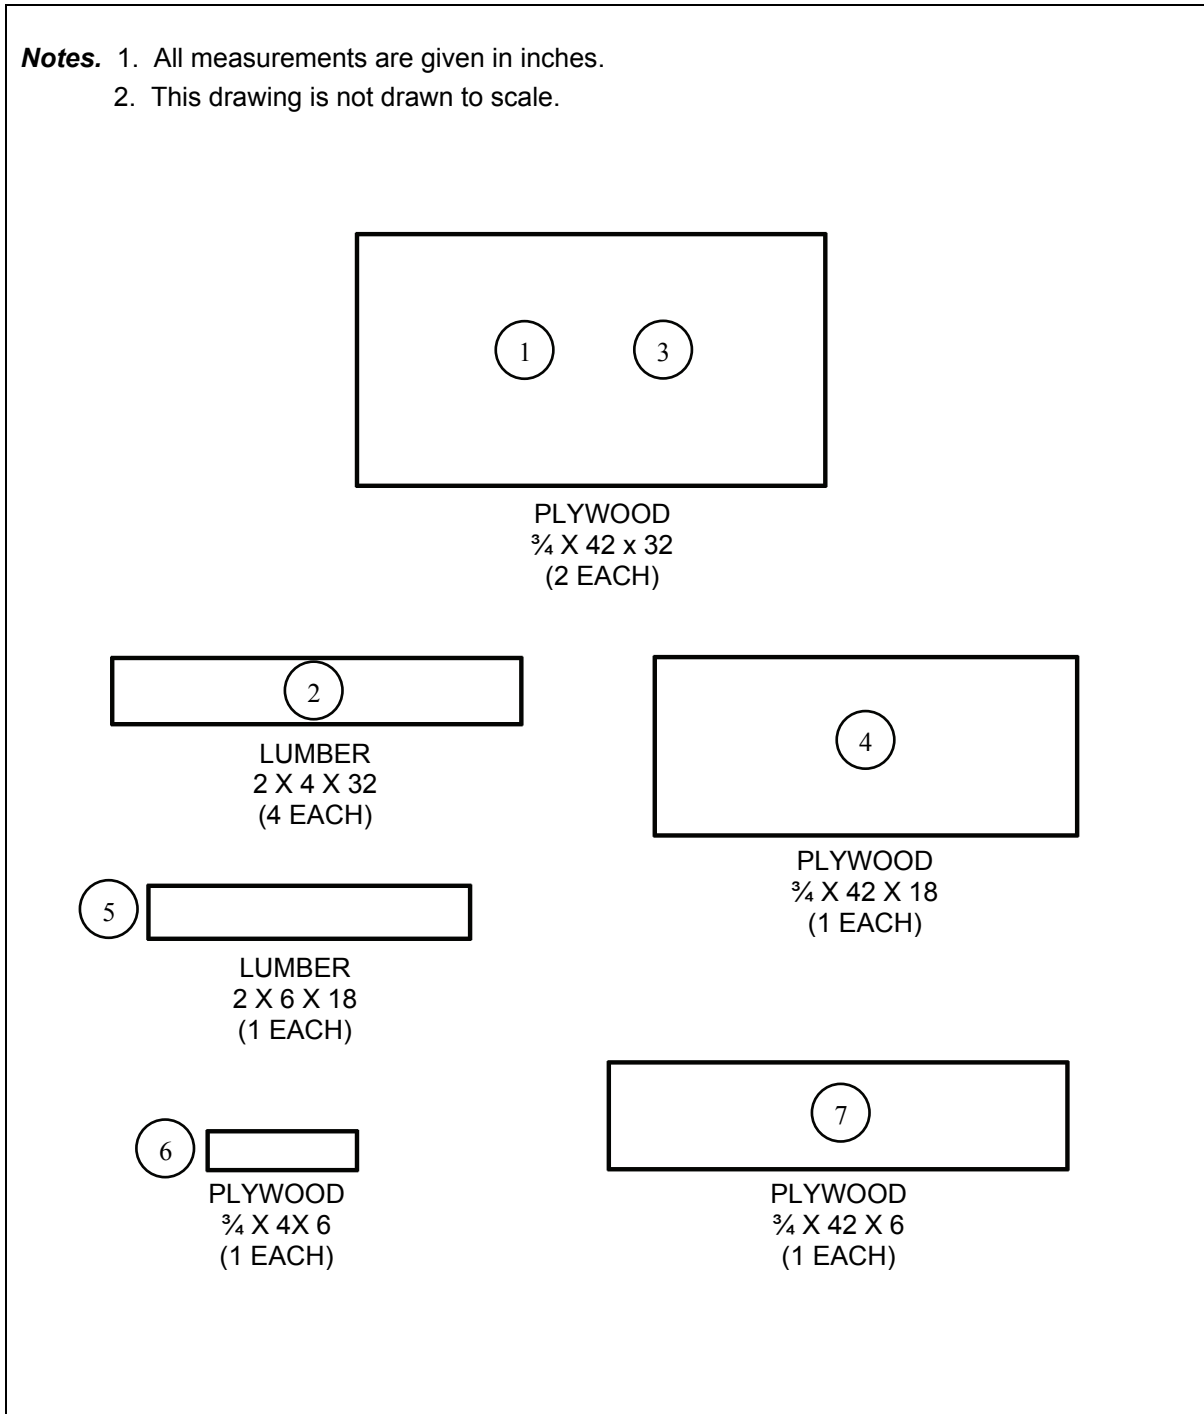 Notes. 1. All measurements are given in inches.
2. This drawing is not drawn to scale.
1 3
PLYWOOD
¾ X 42 x 32
(2 EACH)
2
LUMBER
2 X 4 X 32
(4 EACH)
4
PLYWOOD
¾ X 42 X 18
(1 EACH)
5
LUMBER
2 X 6 X 18
(1 EACH)
6
PLYWOOD
¾ X 4X 6
(1 EACH)
7
PLYWOOD
¾ X 42 X 6
(1 EACH)